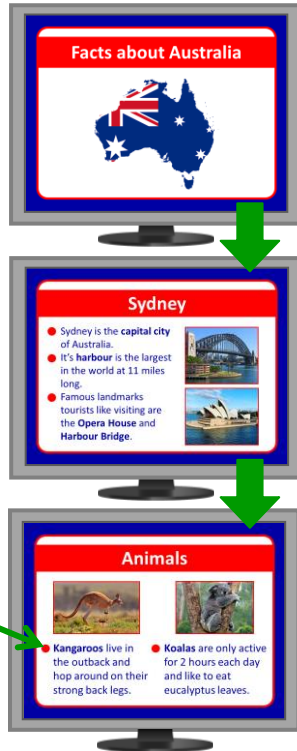 Facts about Australia
Sydney
Sydney is the capital city
of Australia.
It's harbour is the largest
in the world at 11 miles
long.
Famous landmarks
tourists like visiting are
the Opera House and
Harbour Bridge.
Animals
Kangaroos live in
the outback and
hop around on their
strong back legs.
Koalas are only active
for 2 hours each day
and like to eat
eucalyptus leaves.